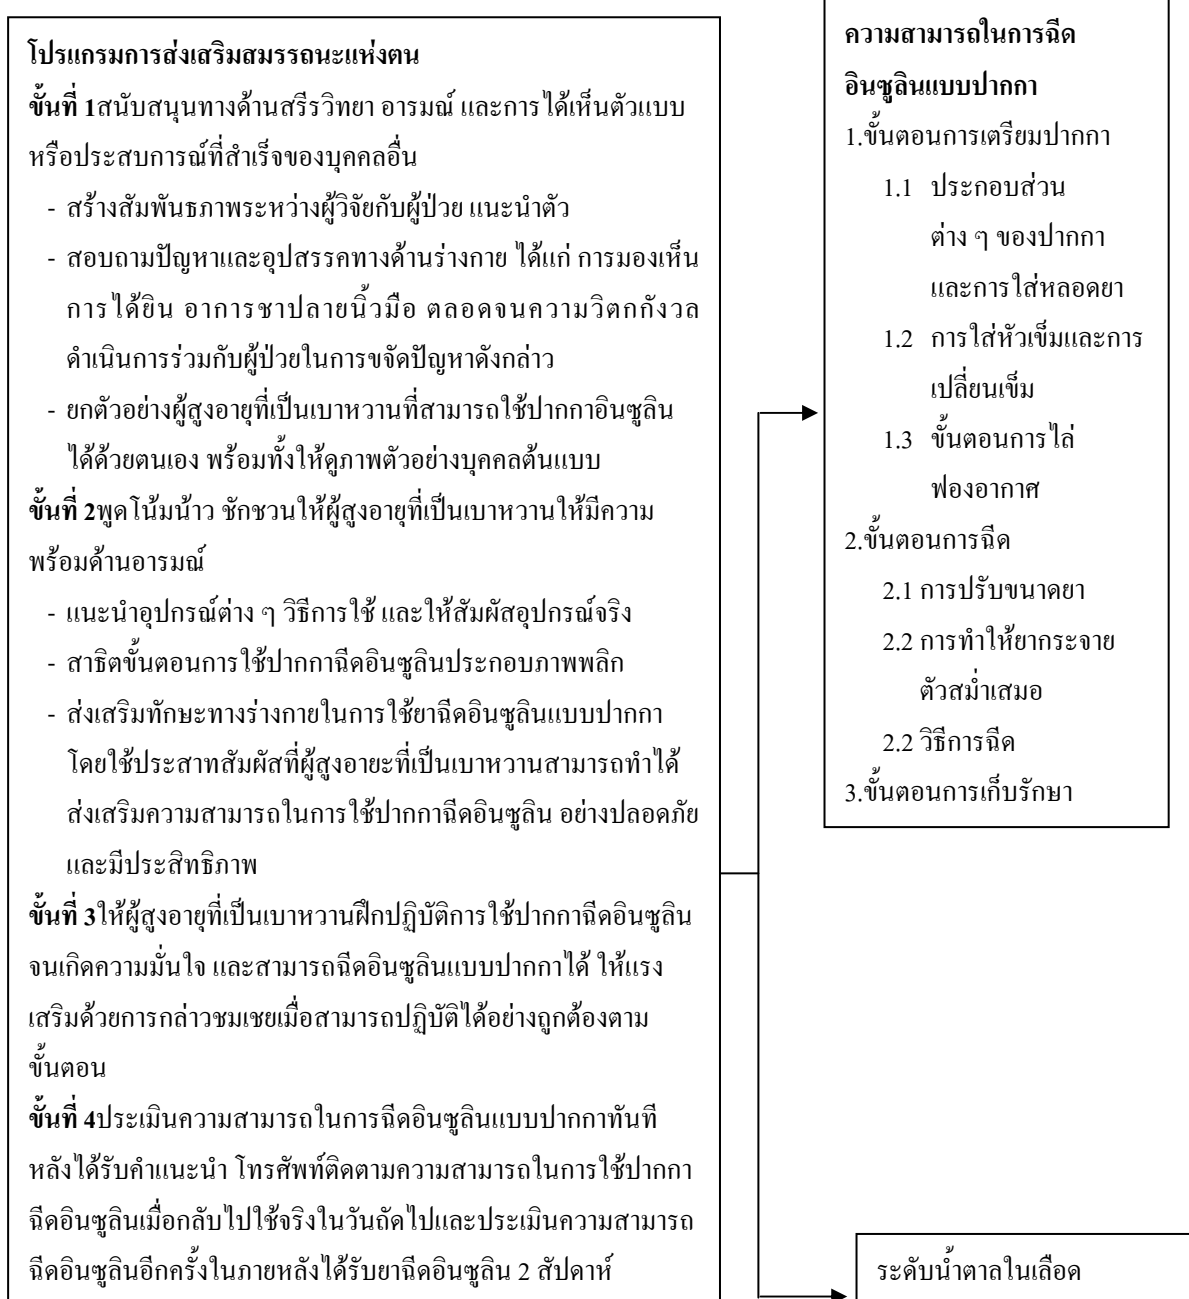 โปรแกรมการส่งเสริมสมรรถนะแห่งตน
ขั้นที่ 1สนับสนุนทางด้านสรีรวิทยา อารมณ์ และการได้เห็นตัวแบบ
หรือประสบการณ์ที่สำเร็จของบุคคลอื่น
- สร้างสัมพันธภาพระหว่างผู้วิจัยกับผู้ป่วย แนะนำตัว
- สอบถามปัญหาและอุปสรรคทางด้านร่างกาย ได้แก่ การมองเห็น
การได้ยิน อาการชาปลายนิ้วมือ ตลอดจนความวิตกกังวล
ดำเนินการร่วมกับผู้ป่วยในการขจัดปัญหาดังกล่าว
- ยกตัวอย่างผู้สูงอายุที่เป็นเบาหวานที่สามารถใช้ปากกาอินซูลิน
ได้ด้วยตนเอง พร้อมทั้งให้ดูภาพตัวอย่างบุคคลต้นแบบ
ขั้นที่ 2พูดโน้มน้าว ชักชวนให้ผู้สูงอายุที่เป็นเบาหวานให้มีความ
พร้อมด้านอารมณ์
- แนะนำอุปกรณ์ต่าง ๆ วิธีการใช้ และให้สัมผัสอุปกรณ์จริง
- สาธิตขั้นตอนการใช้ปากกาฉีดอินซูลินประกอบภาพพลิก
- ส่งเสริมทักษะทางร่างกายในการใช้ยาฉีดอินซูลินแบบปากกา
โดยใช้ประสาทสัมผัสที่ผู้สูงอายะที่เป็นเบาหวานสามารถทำได้
ส่งเสริมความสามารถในการใช้ปากกาฉีดอินซูลิน อย่างปลอดภัย
และมีประสิทธิภาพ
ขั้นที่ 3ให้ผู้สูงอายุที่เป็นเบาหวานฝึกปฏิบัติการใช้ปากกาฉีดอินซูลิน
จนเกิดความมั่นใจ และสามารถฉีดอินซูลินแบบปากกาได้ ให้แรง
เสริมด้วยการกล่าวชมเชยเมื่อสามารถปฏิบัติได้อย่างถูกต้องตาม
ขั้นตอน
ขั้นที่ 4ประเมินความสามารถในการฉีดอินซูลินแบบปากกาทันที
หลังได้รับคำแนะนำ โทรศัพท์ติดตามความสามารถในการใช้ปากกา
ฉีดอินซูลินเมื่อกลับไปใช้จริงในวันถัดไปและประเมินความสามารถ
ฉีดอินซูลินอีกครั้งในภายหลังได้รับยาฉีดอินซูลิน 2 สัปดาห์
ความสามารถในการฉีด
อินซูลินแบบปากกา
1.ขั้นตอนการเตรียมปากกา
1.1 ประกอบส่วน
ต่าง ๆ ของปากกา
และการใส่หลอดยา
1.2 การใส่หัวเข็มและการ
เปลี่ยนเข็ม
1.3 ขั้นตอนการไล่
ฟองอากาศ
2.ขั้นตอนการฉีด
2.1 การปรับขนาดยา
2.2 การทำให้ยากระจาย
ตัวสม่ำเสมอ
2.2 วิธีการฉีด
3.ขั้นตอนการเก็บรักษา
ระดับน้ำตาลในเลือด